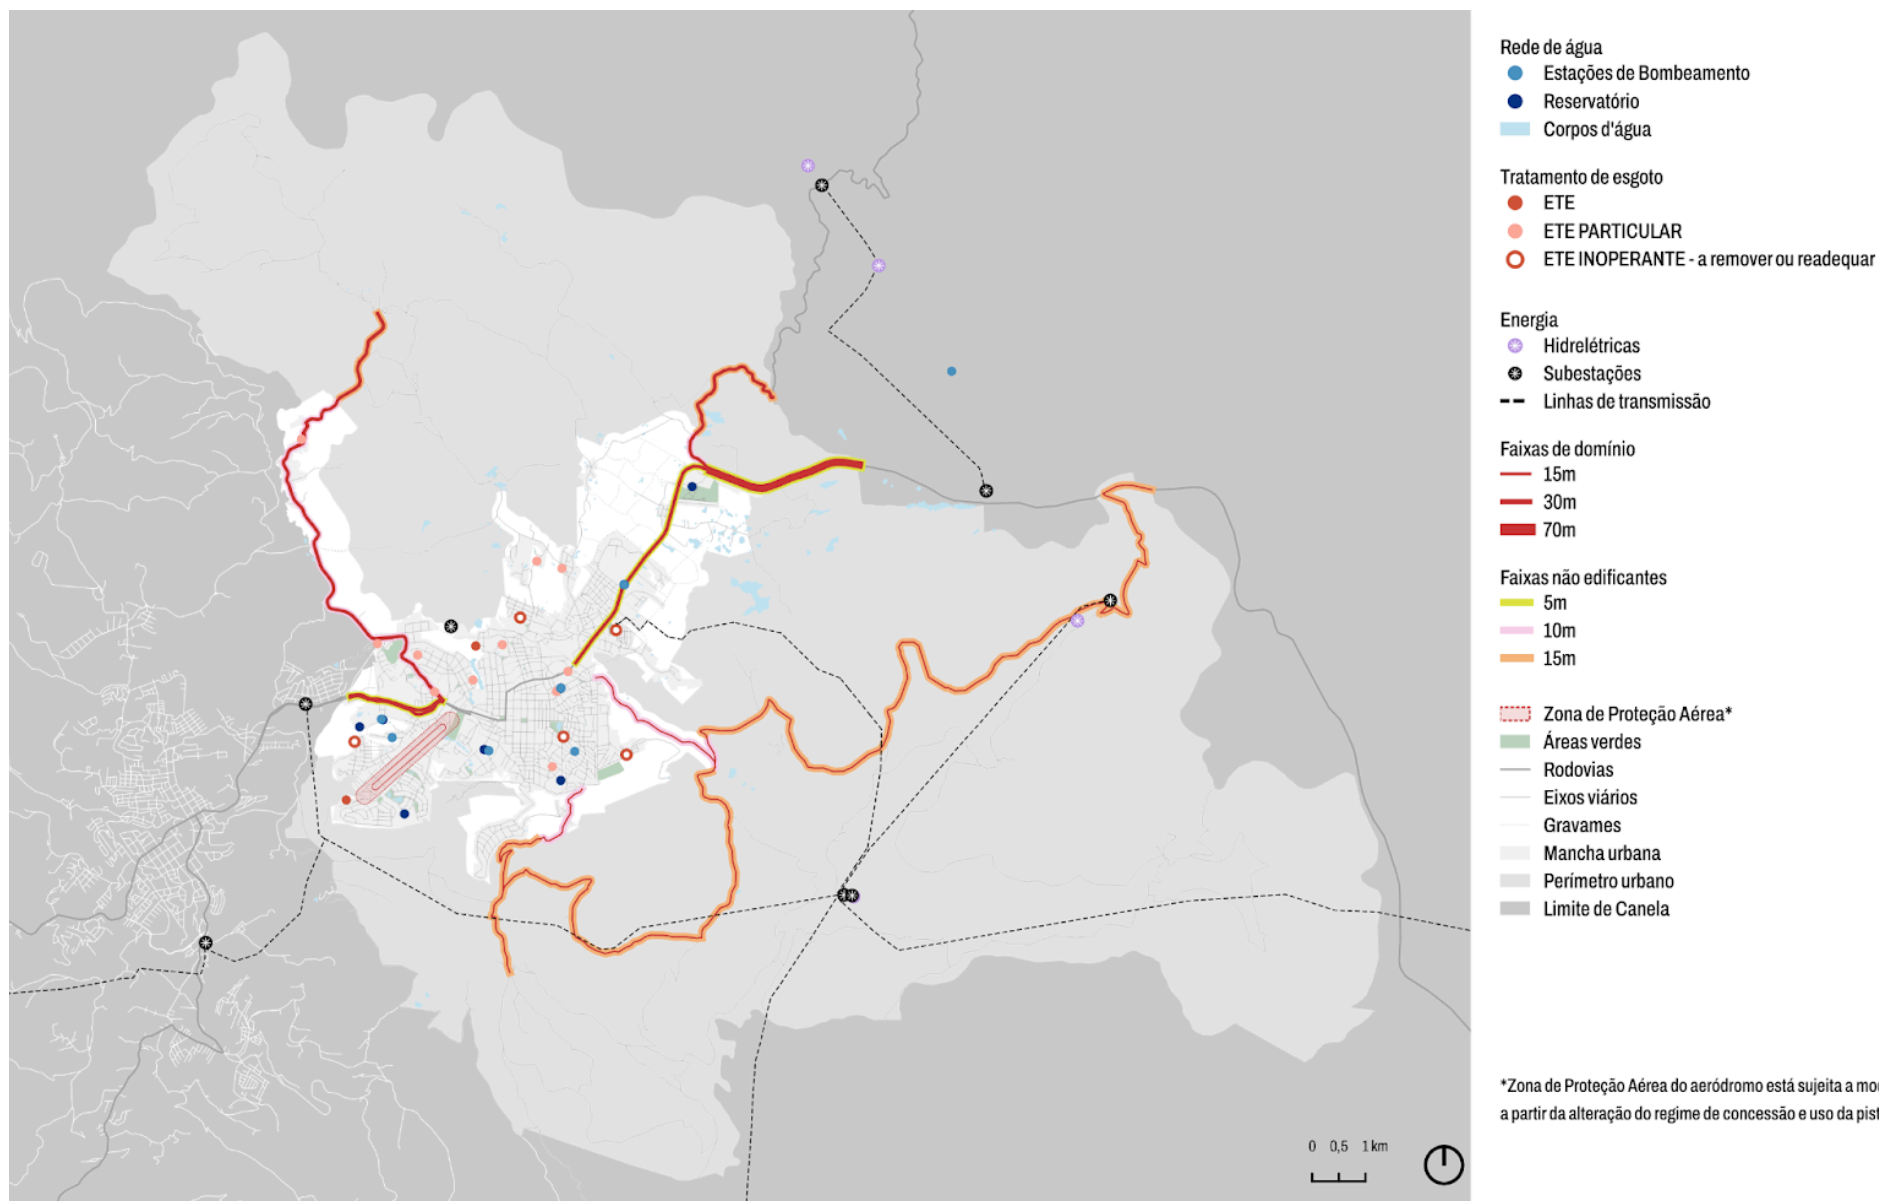 Rede de água
Estações de Bombeamento
Reservatório
Corpos d'água
Tratamento de esgoto
ETE
ETE PARTICULAR
ETE INOPERANTE - a remover ou readequar
Energia
Hidrelétricas
Subestações
Linhas de transmissão
Faixas de domínio
15m
30m
70m
Faixas não edificantes
5m
10m
15m
Zona de Proteção Aérea*
Áreas verdes
Rodovias
Eixos viários
Gravames
Mancha urbana
Perímetro urbano
Limite de Canela
*Zona de Proteção Aérea do aeródromo está sujeita a
a partir da alteração do regime de concessão e uso da
0 0,5 1 km